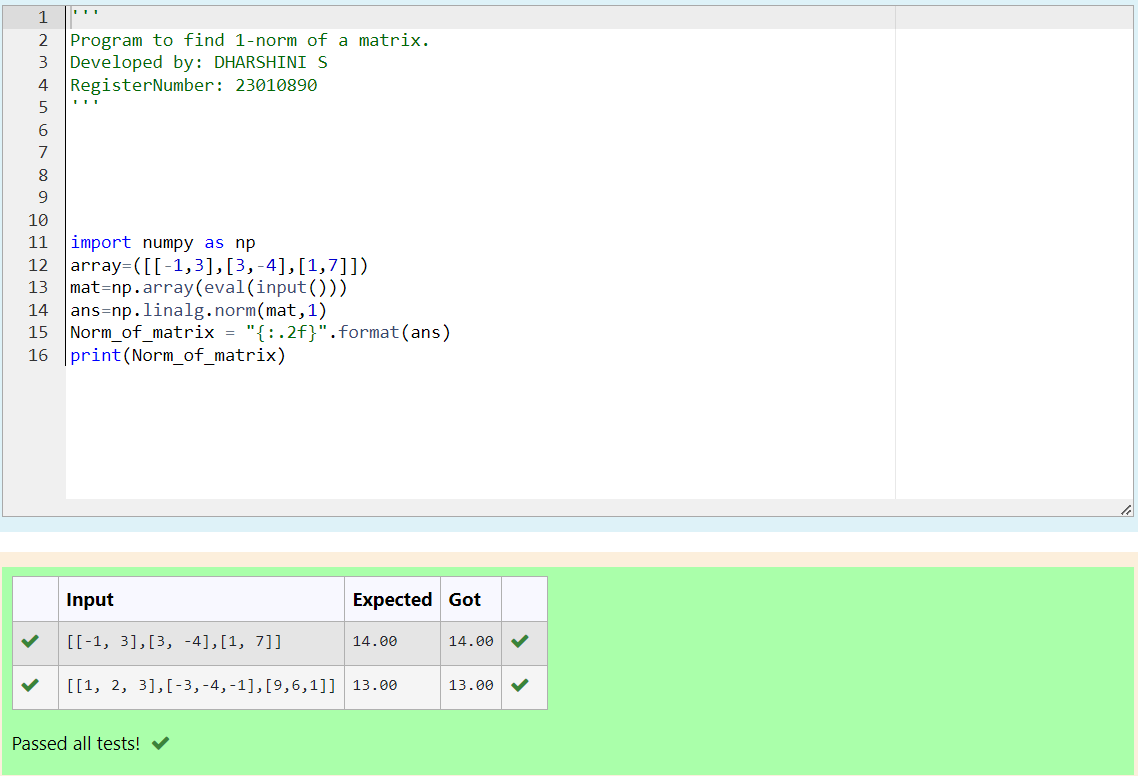 1 '''
2 Program to find 1-norm of a matrix.
3 Developed by: DHARSHINI S
4 RegisterNumber: 23010890
5 '''
6
7
8
9
10
11 import numpy as np
12 array=([[-1,3],[3,-4],[1,7]])
13 mat=np.array(eval(input()))
14 ans=np.linalg.norm(mat,1)
15 Norm_of_matrix = "{:.2f}".format(ans)
16 print(Norm_of_matrix)
Input Expected Got
[[-1, 3],[3, -4],[1, 7]] 14.00 14.00
[[1, 2, 3],[-3,-4,-1],[9,6,1]] 13.00 13.00
Passed all tests!